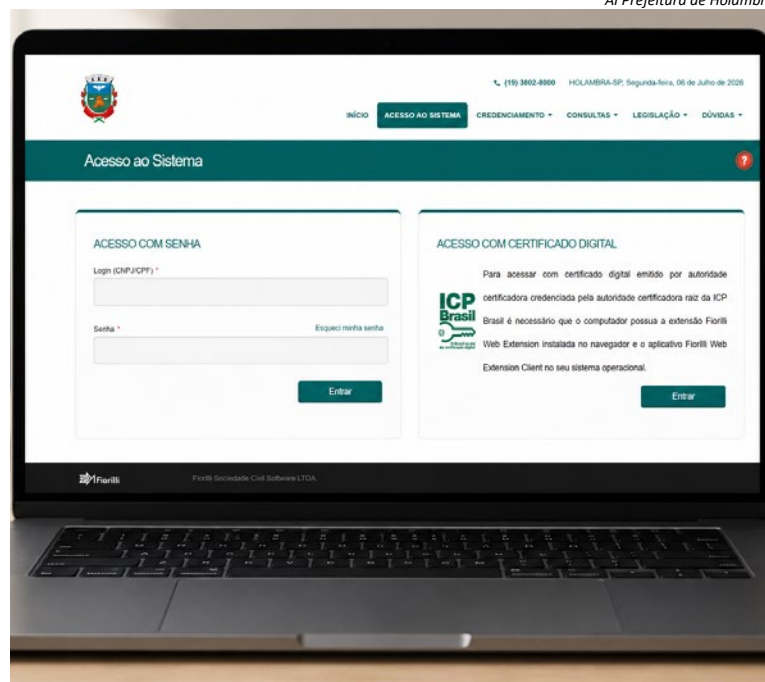 AI Prefeitura de Holambr
(19) 3802-8000 HOLAMBRA-SP, Segunda-feira, 06 de Julho de 2026
INÍCIO ACESSO AO SISTEMA CREDENCIAMENTO CONSULTAS LEGISLAÇÃO DÚVIDAS
Acesso ao Sistema
?
ACESSO COM SENHA
Login (CNPJ/CPF) *
Senha * Esqueci minha senha
Entrar
ACESSO COM CERTIFICADO DIGITAL
ICP
Brasil
Para acessar com certificado digital emitido por autoridade
certificadora credenciada pela autoridade certificadora raiz da ICP
Brasil é necessário que o computador possua a extensão Fiorilli
Web Extension instalada no navegador e o aplicativo Fiorilli Web
Extension Client no seu sistema operacional.
Entrar
Fiorilli
Fiorilli Sociedade Civil Software LTDA.